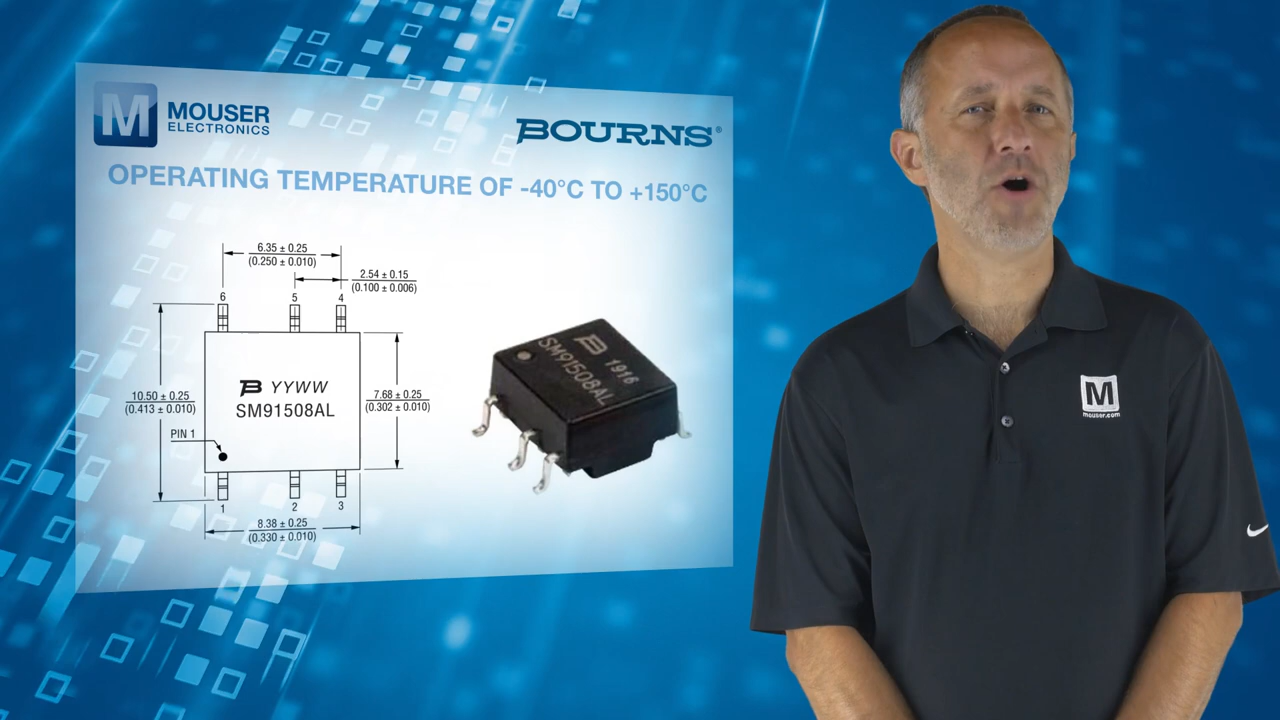 M
MOUSER
ELECTRONICS
BOURNS®
OPERATING TEMPERATURE OF -40°C TO +150°C
6.35 ± 0.25
(0.250 ± 0.010)
2.54 ± 0.15
(0.100 ± 0.006)
6
5
4
B YYWW
SM91508AL
10.50 ± 0.25
(0.413 ± 0.010)
7.68 ± 0.25
(0.302 ± 0.010)
PIN 1
1
2
3
8.38 ± 0.25
(0.330 ± 0.010)
B 1916
SM91508AL
M
mouser.com